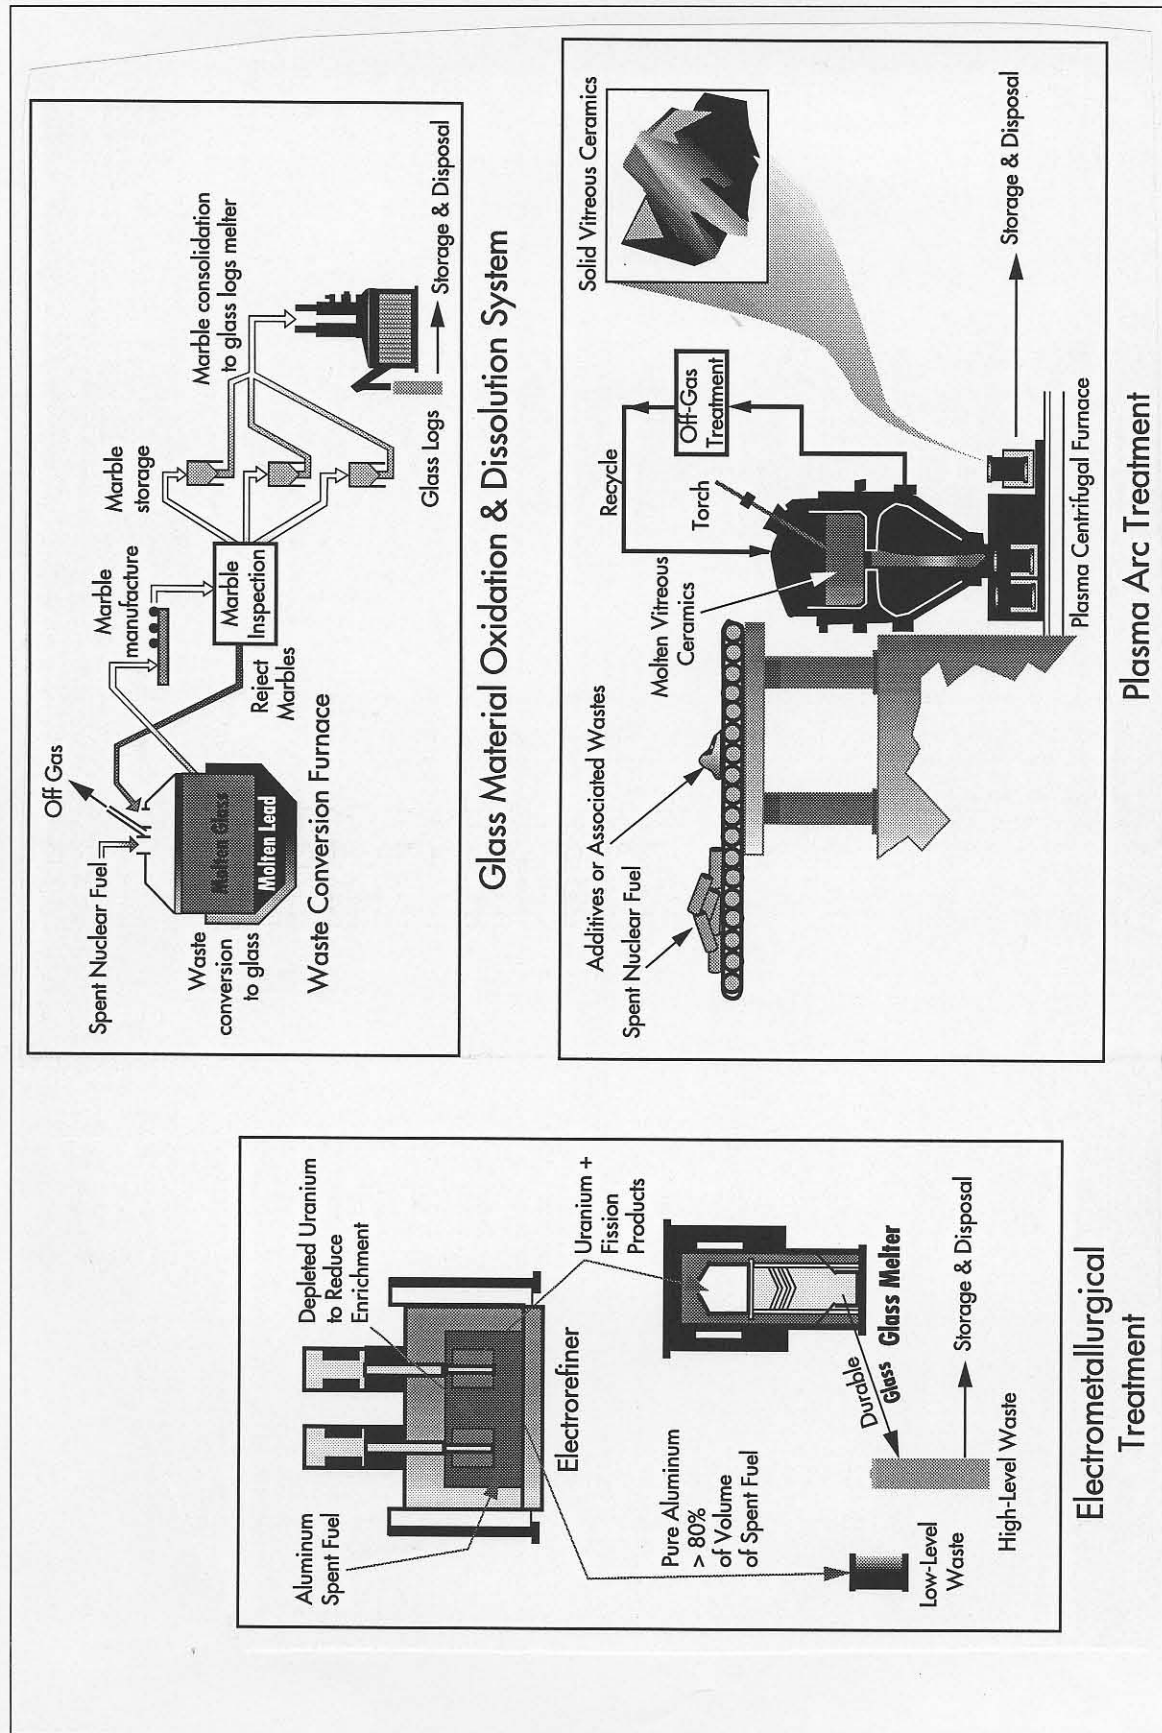 Aluminum
Spent Fuel
Depleted Uranium
to Reduce
Enrichment
Electrorefiner
Uranium +
Fission
Products
Pure Aluminum
> 80%
of Volume
of Spent Fuel
Durable
Glass
Glass Melter
Low-Level
Waste
High-Level Waste
Storage & Disposal
Electrometallurgical
Treatment
Spent Nuclear Fuel
Off Gas
Waste
conversion
to glass
Molten Glass
Molten Lead
Waste Conversion Furnace
Marble
manufacture
Reject
Marbles
Marble
Inspection
Marble
storage
Marble consolidation
to glass logs melter
Glass Logs
Storage & Disposal
Glass Material Oxidation & Dissolution System
Spent Nuclear Fuel
Additives or Associated Wastes
Molten Vitreous
Ceramics
Torch
Recycle
Off-Gas
Treatment
Solid Vitreous Ceramics
Plasma Centrifugal Furnace
Storage & Disposal
Plasma Arc Treatment